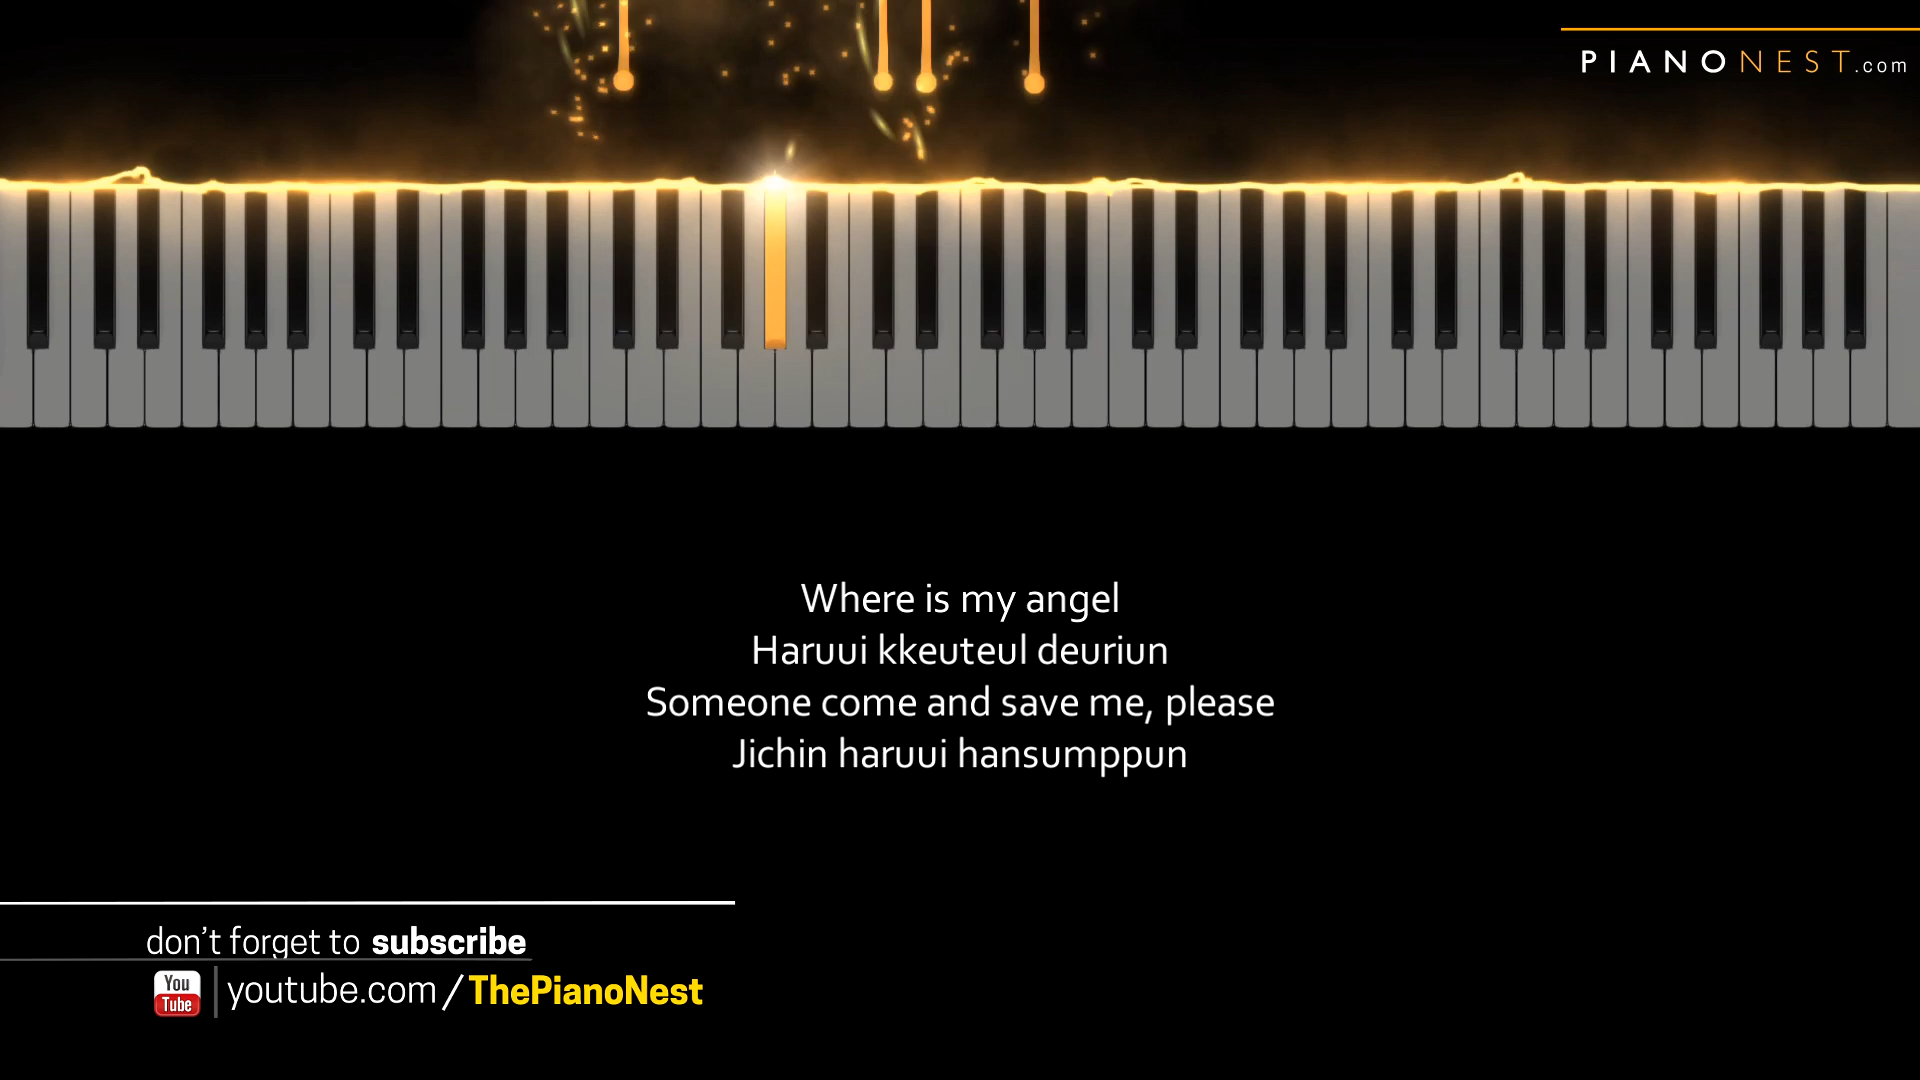 PIANONEST.com
Where is my angel
Haruui kkeuteul deuriun
Someone come and save me, please
Jichin haruui hansumppun
don't forget to subscribe
You
Tube
youtube.com/ThePianoNest